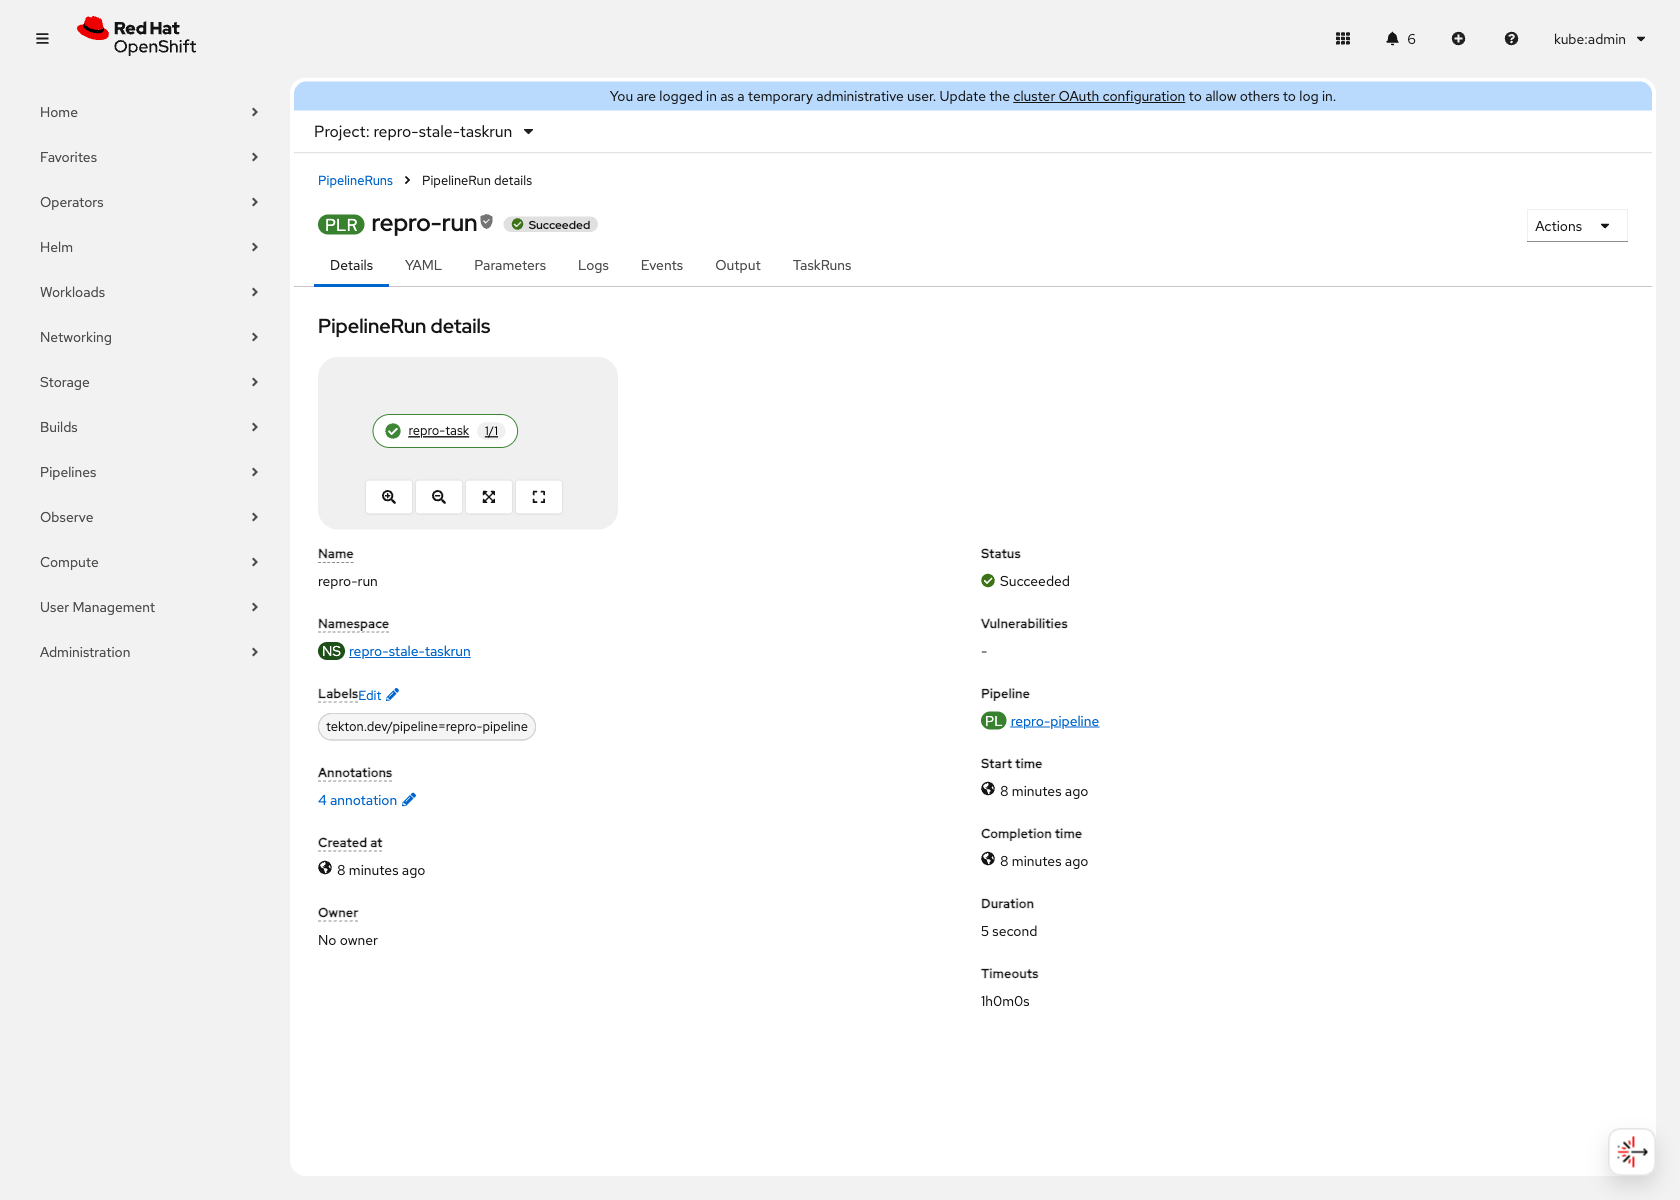 Red Hat
OpenShift
6
kube:admin
Home
Favorites
Operators
Helm
Workloads
Networking
Storage
Builds
Pipelines
Observe
Compute
User Management
Administration
You are logged in as a temporary administrative user. Update the cluster OAuth configuration to allow others to log in.
Project: repro-stale-taskrun
PipelineRuns
PipelineRun details
PLR repro-run Succeeded
Actions
Details YAML Parameters Logs Events Output TaskRuns
PipelineRun details
repro-task 1/1
Name
repro-run
Namespace
NS repro-stale-taskrun
Labels Edit
tekton.dev/pipeline=repro-pipeline
Annotations
4 annotation
Created at
8 minutes ago
Owner
No owner
Status
Succeeded
Vulnerabilities
-
Pipeline
PL repro-pipeline
Start time
8 minutes ago
Completion time
8 minutes ago
Duration
5 second
Timeouts
1h0m0s